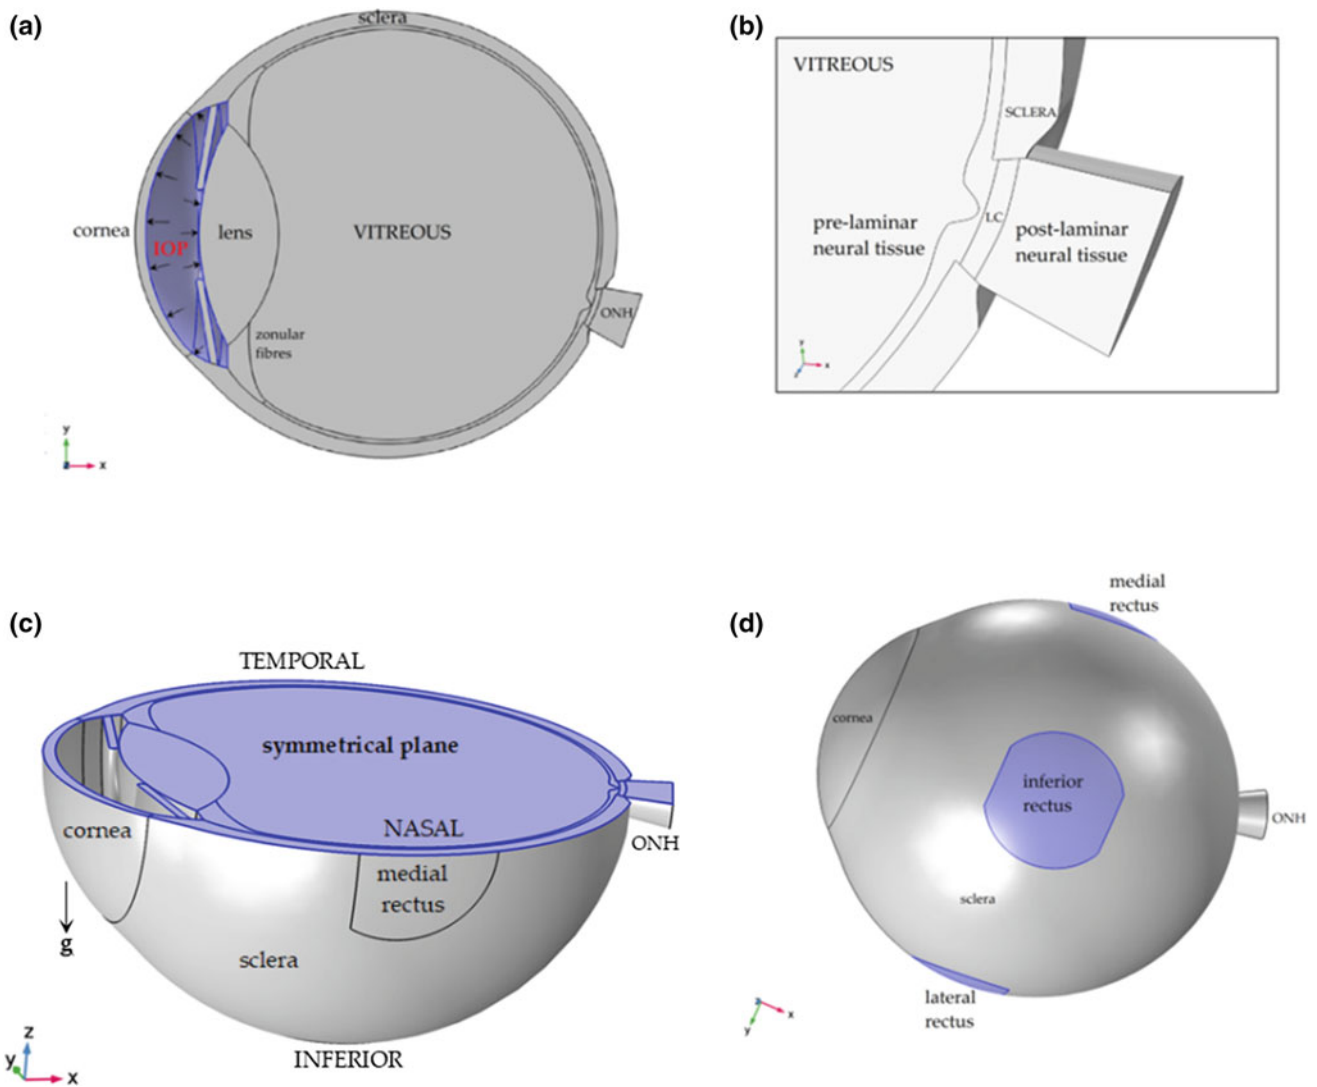 (a)
sclera
cornea
IOP
lens
VITREOUS
zonular
fibres
ONH
y
z
x
(b)
VITREOUS
SCLERA
LC
pre-laminar
neural tissue
post-laminar
neural tissue
y
z
x
(c)
TEMPORAL
symmetrical plane
NASAL
cornea
ONH
medial
rectus
g
sclera
INFERIOR
z
y
x
(d)
medial
rectus
cornea
inferior
rectus
ONH
sclera
lateral
rectus
z
x
y